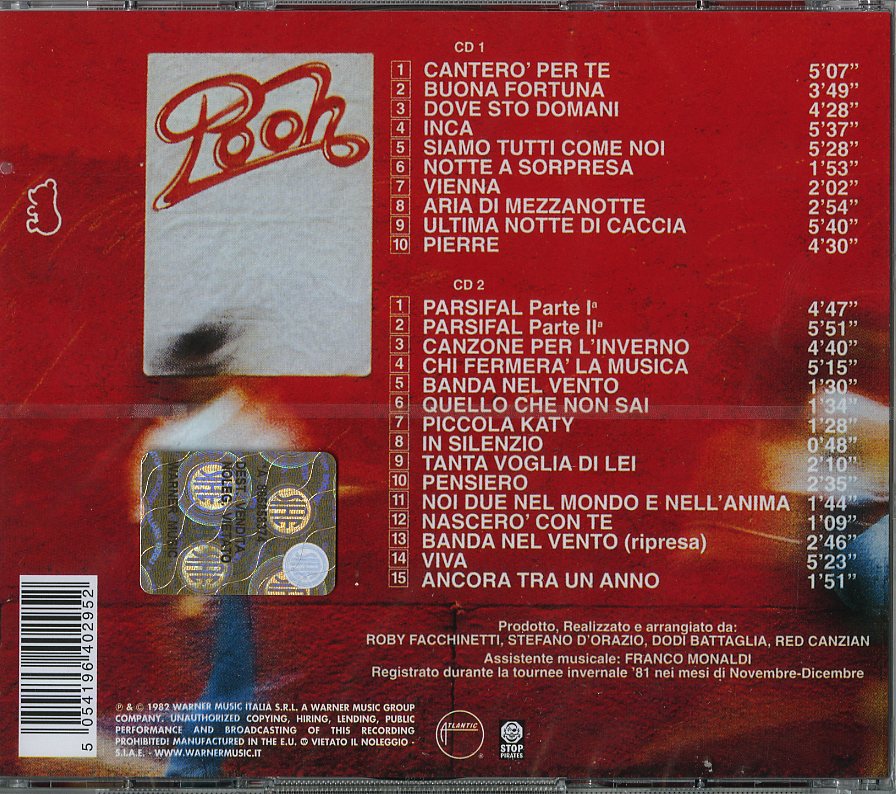 Pooh
CD 1
1 CANTERO' PER TE 5'07"
2 BUONA FORTUNA 3'49"
3 DOVE STO DOMANI 4'28"
4 INCA 5'37"
5 SIAMO TUTTI COME NOI 5'28"
6 NOTTE A SORPRESA 1'53"
7 VIENNA 2'02"
8 ARIA DI MEZZANOTTE 2'54"
9 ULTIMA NOTTE DI CACCIA 5'40"
10 PIERRE 4'30"
CD 2
1 PARSIFAL Parte Iª 4'47"
2 PARSIFAL Parte IIª 5'51"
3 CANZONE PER L'INVERNO 4'40"
4 CHI FERMERA' LA MUSICA 5'15"
5 BANDA NEL VENTO 1'30"
6 QUELLO CHE NON SAI 1'34"
7 PICCOLA KATY 1'28"
8 IN SILENZIO 0'48"
9 TANTA VOGLIA DI LEI 2'10"
10 PENSIERO 2'35"
11 NOI DUE NEL MONDO E NELL'ANIMA 1'44"
12 NASCERO' CON TE 1'09"
13 BANDA NEL VENTO (ripresa) 2'46"
14 VIVA 5'23"
15 ANCORA TRA UN ANNO 1'51"
DEST. VENDITA
NOLEGG. VIETATO
WARNER MUSIC
Prodotto, Realizzato e arrangiato da:
ROBY FACCHINETTI, STEFANO D'ORAZIO, DODI BATTAGLIA, RED CANZIAN
Assistente musicale: FRANCO MONALDI
Registrato durante la tournee invernale '81 nei mesi di Novembre-Dicembre
5 054196 402952
℗ & © 1982 WARNER MUSIC ITALIA S.R.L. A WARNER MUSIC GROUP
COMPANY. UNAUTHORIZED COPYING, HIRING, LENDING, PUBLIC
PERFORMANCE AND BROADCASTING OF THIS RECORDING
PROHIBITED! MANUFACTURED IN THE E.U. VIETATO IL NOLEGGIO -
S.I.A.E. - WWW.WARNERMUSIC.IT
ATLANTIC
STOP
PIRATES